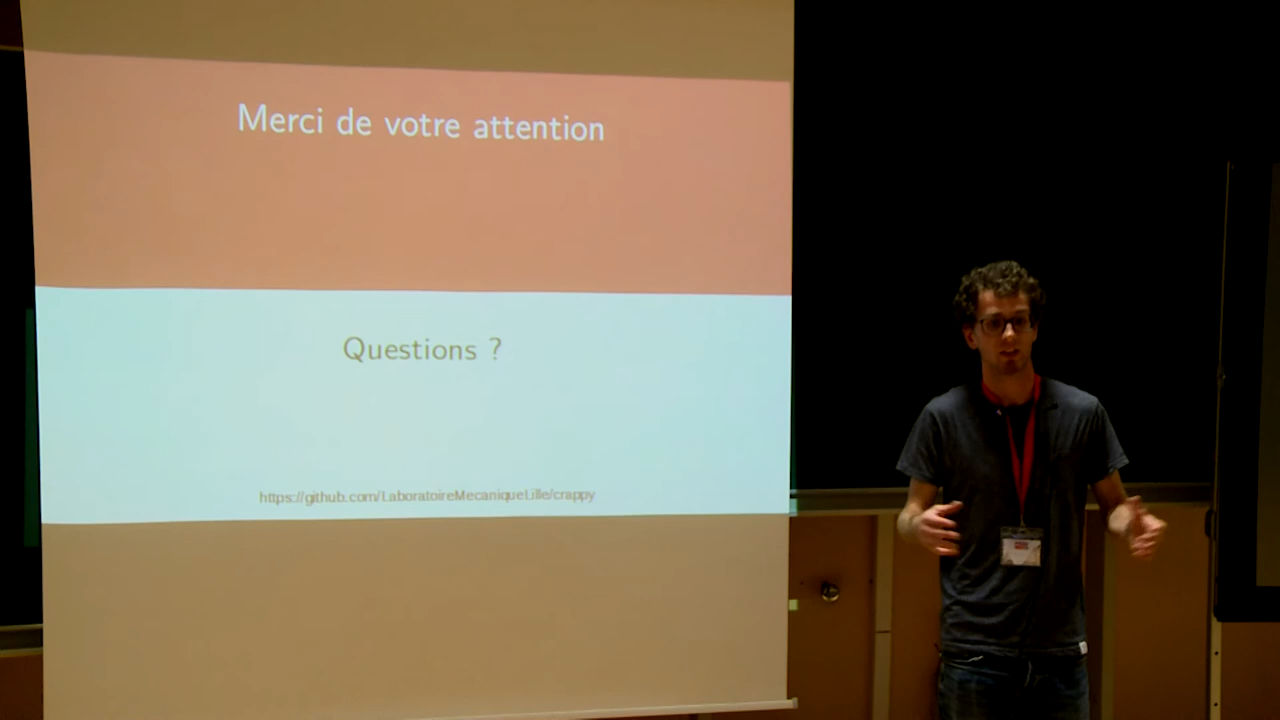 Merci de votre attention
Questions ?
https://github.com/LaboratoireMecaniqueLille/crappy